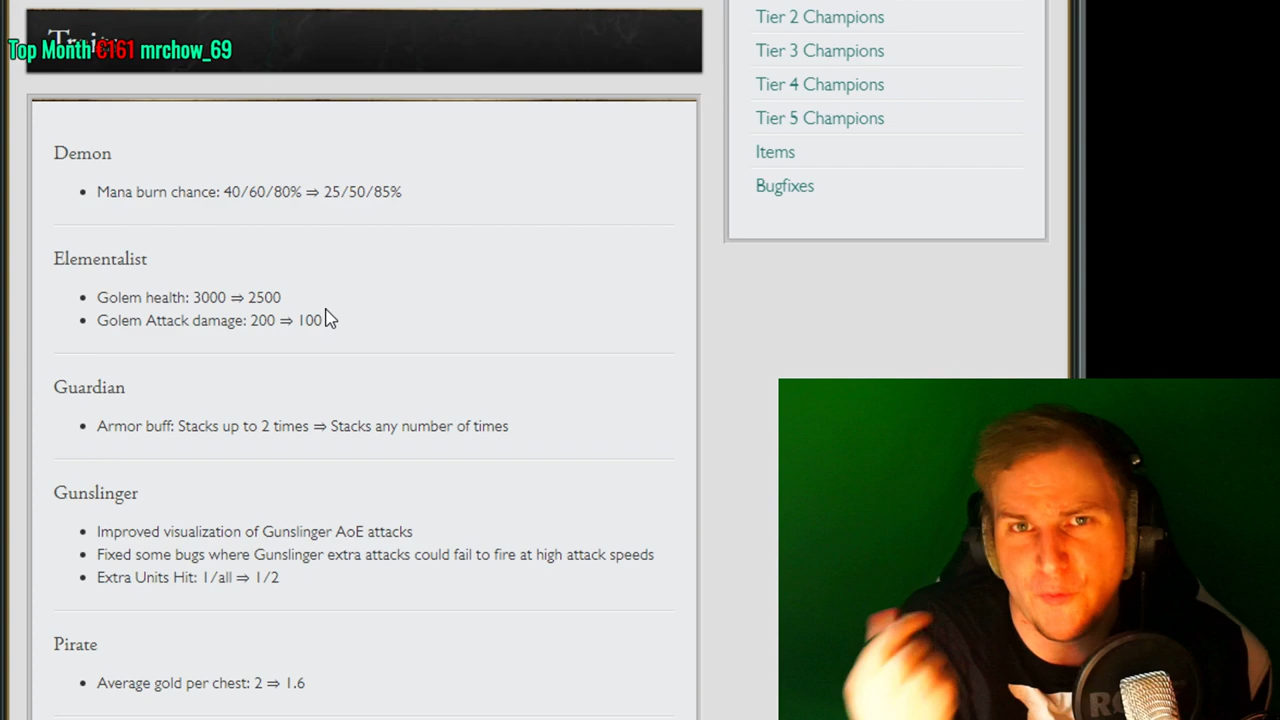 Traits
Top Month €161 mrchow_69
Demon
• Mana burn chance: 40/60/80% ⇒ 25/50/85%
Elementalist
• Golem health: 3000 ⇒ 2500
• Golem Attack damage: 200 ⇒ 100
Guardian
• Armor buff: Stacks up to 2 times ⇒ Stacks any number of times
Gunslinger
• Improved visualization of Gunslinger AoE attacks
• Fixed some bugs where Gunslinger extra attacks could fail to fire at high attack speeds
• Extra Units Hit: 1/all ⇒ 1/2
Pirate
• Average gold per chest: 2 ⇒ 1.6
Tier 2 Champions
Tier 3 Champions
Tier 4 Champions
Tier 5 Champions
Items
Bugfixes